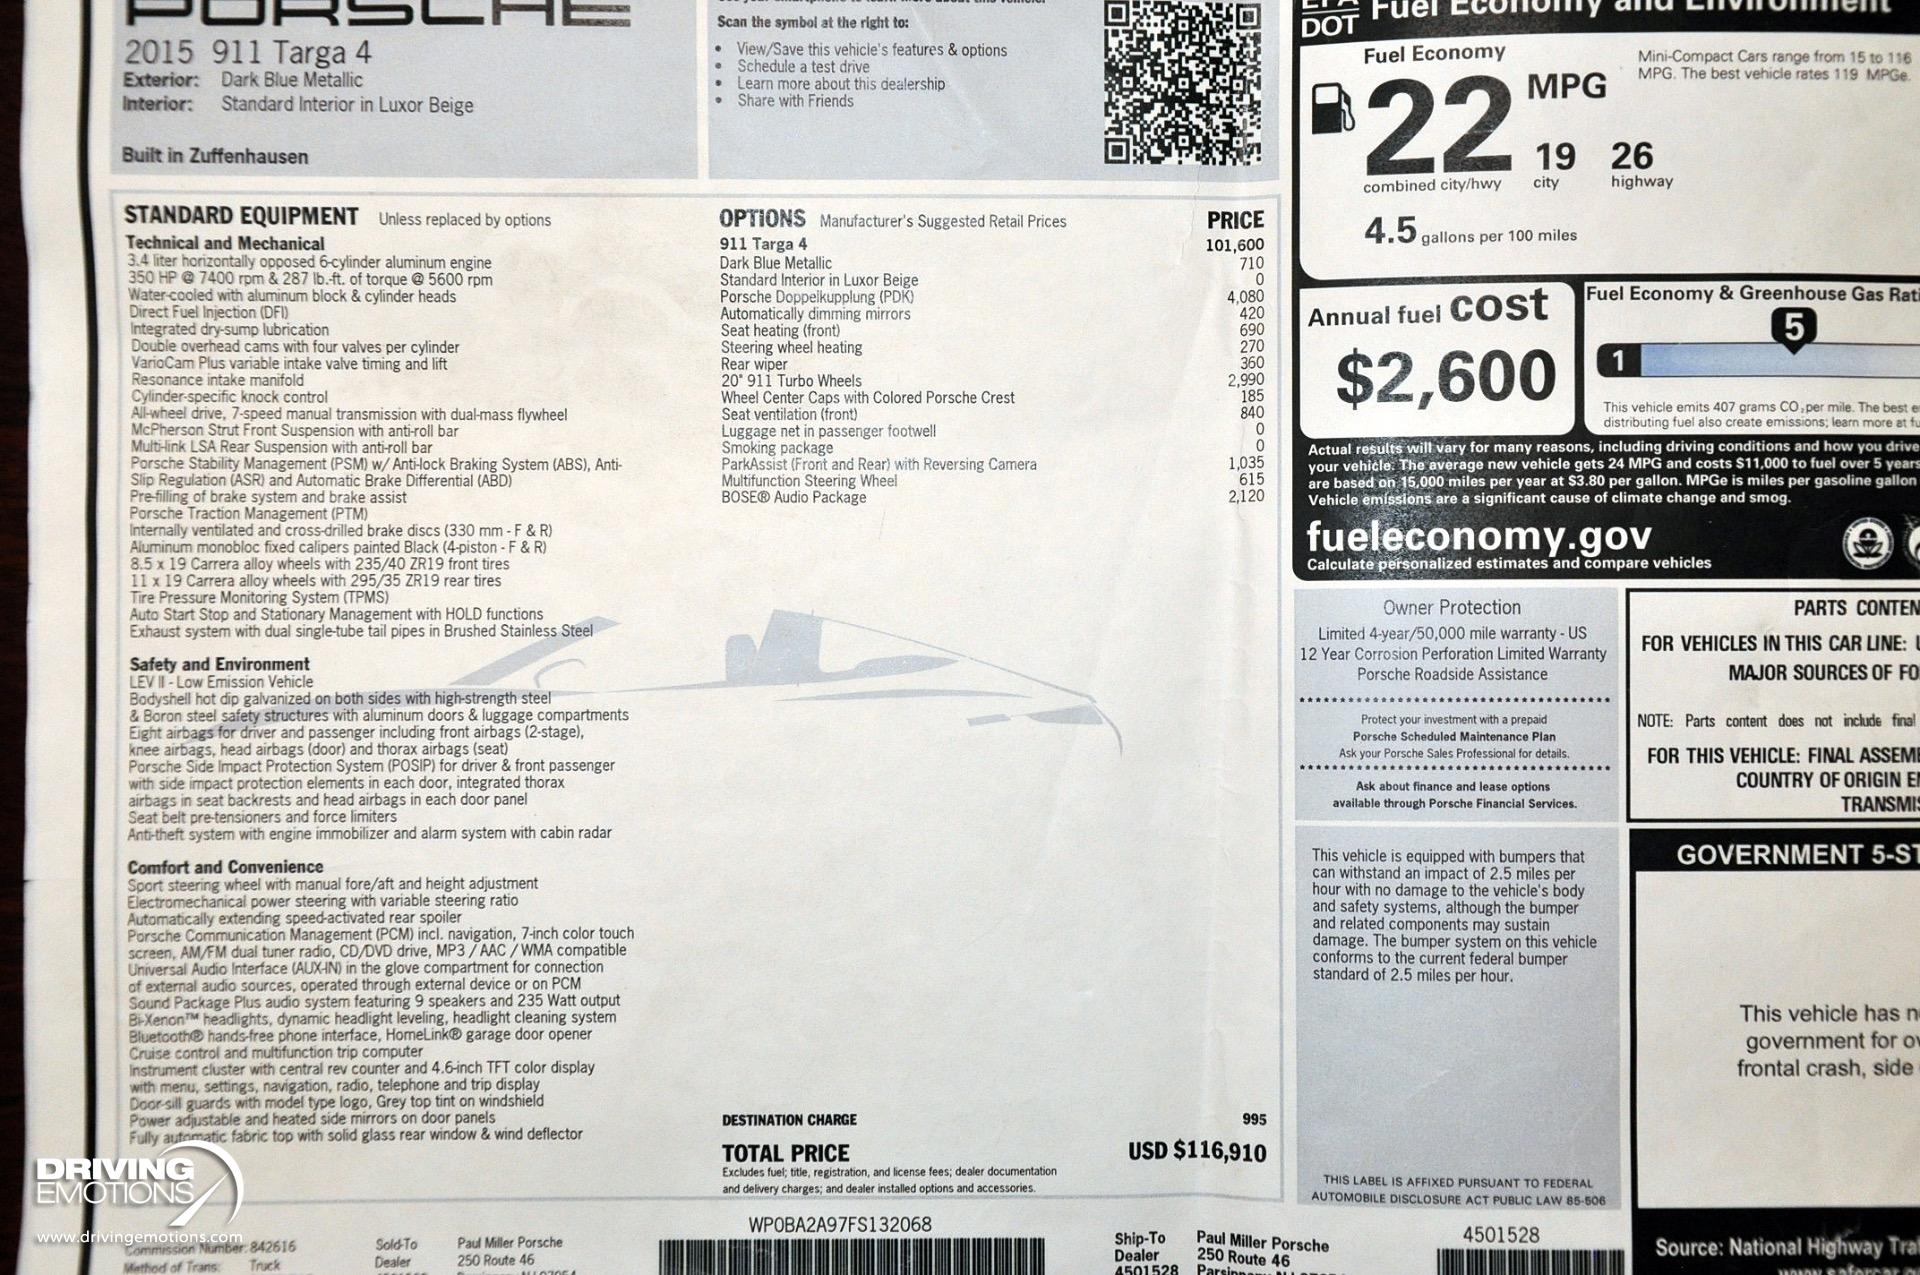 PORSCHE
2015 911 Targa 4
Exterior: Dark Blue Metallic
Interior: Standard Interior in Luxor Beige
Built in Zuffenhausen
Scan the symbol at the right to:
• View/Save this vehicle's features & options
• Schedule a test drive
• Learn more about this dealership
• Share with Friends
STANDARD EQUIPMENT Unless replaced by options
Technical and Mechanical
3.4 liter horizontally opposed 6-cylinder aluminum engine
350 HP @ 7400 rpm & 287 lb.-ft. of torque @ 5600 rpm
Water-cooled with aluminum block & cylinder heads
Direct Fuel Injection (DFI)
Integrated dry-sump lubrication
Double overhead cams with four valves per cylinder
VarioCam Plus variable intake valve timing and lift
Resonance intake manifold
Cylinder-specific knock control
All-wheel drive, 7-speed manual transmission with dual-mass flywheel
McPherson Strut Front Suspension with anti-roll bar
Multi-link LSA Rear Suspension with anti-roll bar
Porsche Stability Management (PSM) w/ Anti-lock Braking System (ABS), Anti-
Slip Regulation (ASR) and Automatic Brake Differential (ABD)
Pre-filling of brake system and brake assist
Porsche Traction Management (PTM)
Internally ventilated and cross-drilled brake discs (330 mm - F & R)
Aluminum monobloc fixed calipers painted Black (4-piston - F & R)
8.5 x 19 Carrera alloy wheels with 235/40 ZR19 front tires
11 x 19 Carrera alloy wheels with 295/35 ZR19 rear tires
Tire Pressure Monitoring System (TPMS)
Auto Start Stop and Stationary Management with HOLD functions
Exhaust system with dual single-tube tail pipes in Brushed Stainless Steel
Safety and Environment
LEV II - Low Emission Vehicle
Bodyshell hot dip galvanized on both sides with high-strength steel
& Boron steel safety structures with aluminum doors & luggage compartments
Eight airbags for driver and passenger including front airbags (2-stage),
knee airbags, head airbags (door) and thorax airbags (seat)
Porsche Side Impact Protection System (POSIP) for driver & front passenger
with side impact protection elements in each door, integrated thorax
airbags in seat backrests and head airbags in each door panel
Seat belt pre-tensioners and force limiters
Anti-theft system with engine immobilizer and alarm system with cabin radar
Comfort and Convenience
Sport steering wheel with manual fore/aft and height adjustment
Electromechanical power steering with variable steering ratio
Automatically extending speed-activated rear spoiler
Porsche Communication Management (PCM) incl. navigation, 7-inch color touch
screen, AM/FM dual tuner radio, CD/DVD drive, MP3 / AAC / WMA compatible
Universal Audio Interface (AUX-IN) in the glove compartment for connection
of external audio sources, operated through external device or on PCM
Sound Package Plus audio system featuring 9 speakers and 235 Watt output
Bi-Xenon™ headlights, dynamic headlight leveling, headlight cleaning system
Bluetooth® hands-free phone interface, HomeLink® garage door opener
Cruise control and multifunction trip computer
Instrument cluster with central rev counter and 4.6-inch TFT color display
with menu, settings, navigation, radio, telephone and trip display
Door-sill guards with model type logo, Grey top tint on windshield
Power adjustable and heated side mirrors on door panels
Fully automatic fabric top with solid glass rear window & wind deflector
OPTIONS Manufacturer's Suggested Retail Prices PRICE
911 Targa 4 101,600
Dark Blue Metallic 710
Standard Interior in Luxor Beige 0
Porsche Doppelkupplung (PDK) 4,080
Automatically dimming mirrors 420
Seat heating (front) 690
Steering wheel heating 270
Rear wiper 360
20" 911 Turbo Wheels 2,990
Wheel Center Caps with Colored Porsche Crest 185
Seat ventilation (front) 840
Luggage net in passenger footwell 0
Smoking package 0
ParkAssist (Front and Rear) with Reversing Camera 1,035
Multifunction Steering Wheel 615
BOSE® Audio Package 2,120
DESTINATION CHARGE 995
TOTAL PRICE USD $116,910
Excludes fuel; title, registration, and license fees; dealer documentation
and delivery charges; and dealer installed options and accessories.
EPA
DOT Fuel Economy and Environment
Fuel Economy
22 MPG
combined city/hwy
19 city
26 highway
4.5 gallons per 100 miles
Mini-Compact Cars range from 15 to 116
MPG. The best vehicle rates 119 MPGe.
Annual fuel cost
$2,600
Fuel Economy & Greenhouse Gas
5
1
This vehicle emits 407 grams CO2 per mile. The best
distributing fuel also create emissions; learn more at
Actual results will vary for many reasons, including driving conditions and how you drive
your vehicle. The average new vehicle gets 24 MPG and costs $11,000 to fuel over 5 years
are based on 15,000 miles per year at $3.80 per gallon. MPGe is miles per gasoline gallon
Vehicle emissions are a significant cause of climate change and smog.
fueleconomy.gov
Calculate personalized estimates and compare vehicles
Owner Protection
Limited 4-year/50,000 mile warranty - US
12 Year Corrosion Perforation Limited Warranty
Porsche Roadside Assistance
Protect your investment with a prepaid
Porsche Scheduled Maintenance Plan
Ask your Porsche Sales Professional for details.
Ask about finance and lease options
available through Porsche Financial Services.
This vehicle is equipped with bumpers that
can withstand an impact of 2.5 miles per
hour with no damage to the vehicle's body
and safety systems, although the bumper
and related components may sustain
damage. The bumper system on this vehicle
conforms to the current federal bumper
standard of 2.5 miles per hour.
THIS LABEL IS AFFIXED PURSUANT TO FEDERAL
AUTOMOBILE DISCLOSURE ACT PUBLIC LAW 85-506
PARTS CONTEN
FOR VEHICLES IN THIS CAR LINE:
MAJOR SOURCES OF FO
NOTE: Parts content does not include final
FOR THIS VEHICLE: FINAL ASSEM
COUNTRY OF ORIGIN
TRANSMIS
GOVERNMENT 5-ST
This vehicle has n
government for ov
frontal crash, side
Source: National Highway Tra
DRIVING
EMOTIONS
www.drivingemotions.com
Commission Number: 842616
Method of Trans: Truck
Sold-To
Dealer
Paul Miller Porsche
250 Route 46
WP0BA2A97FS132068
Ship-To
Dealer
4501528
Paul Miller Porsche
250 Route 46
4501528